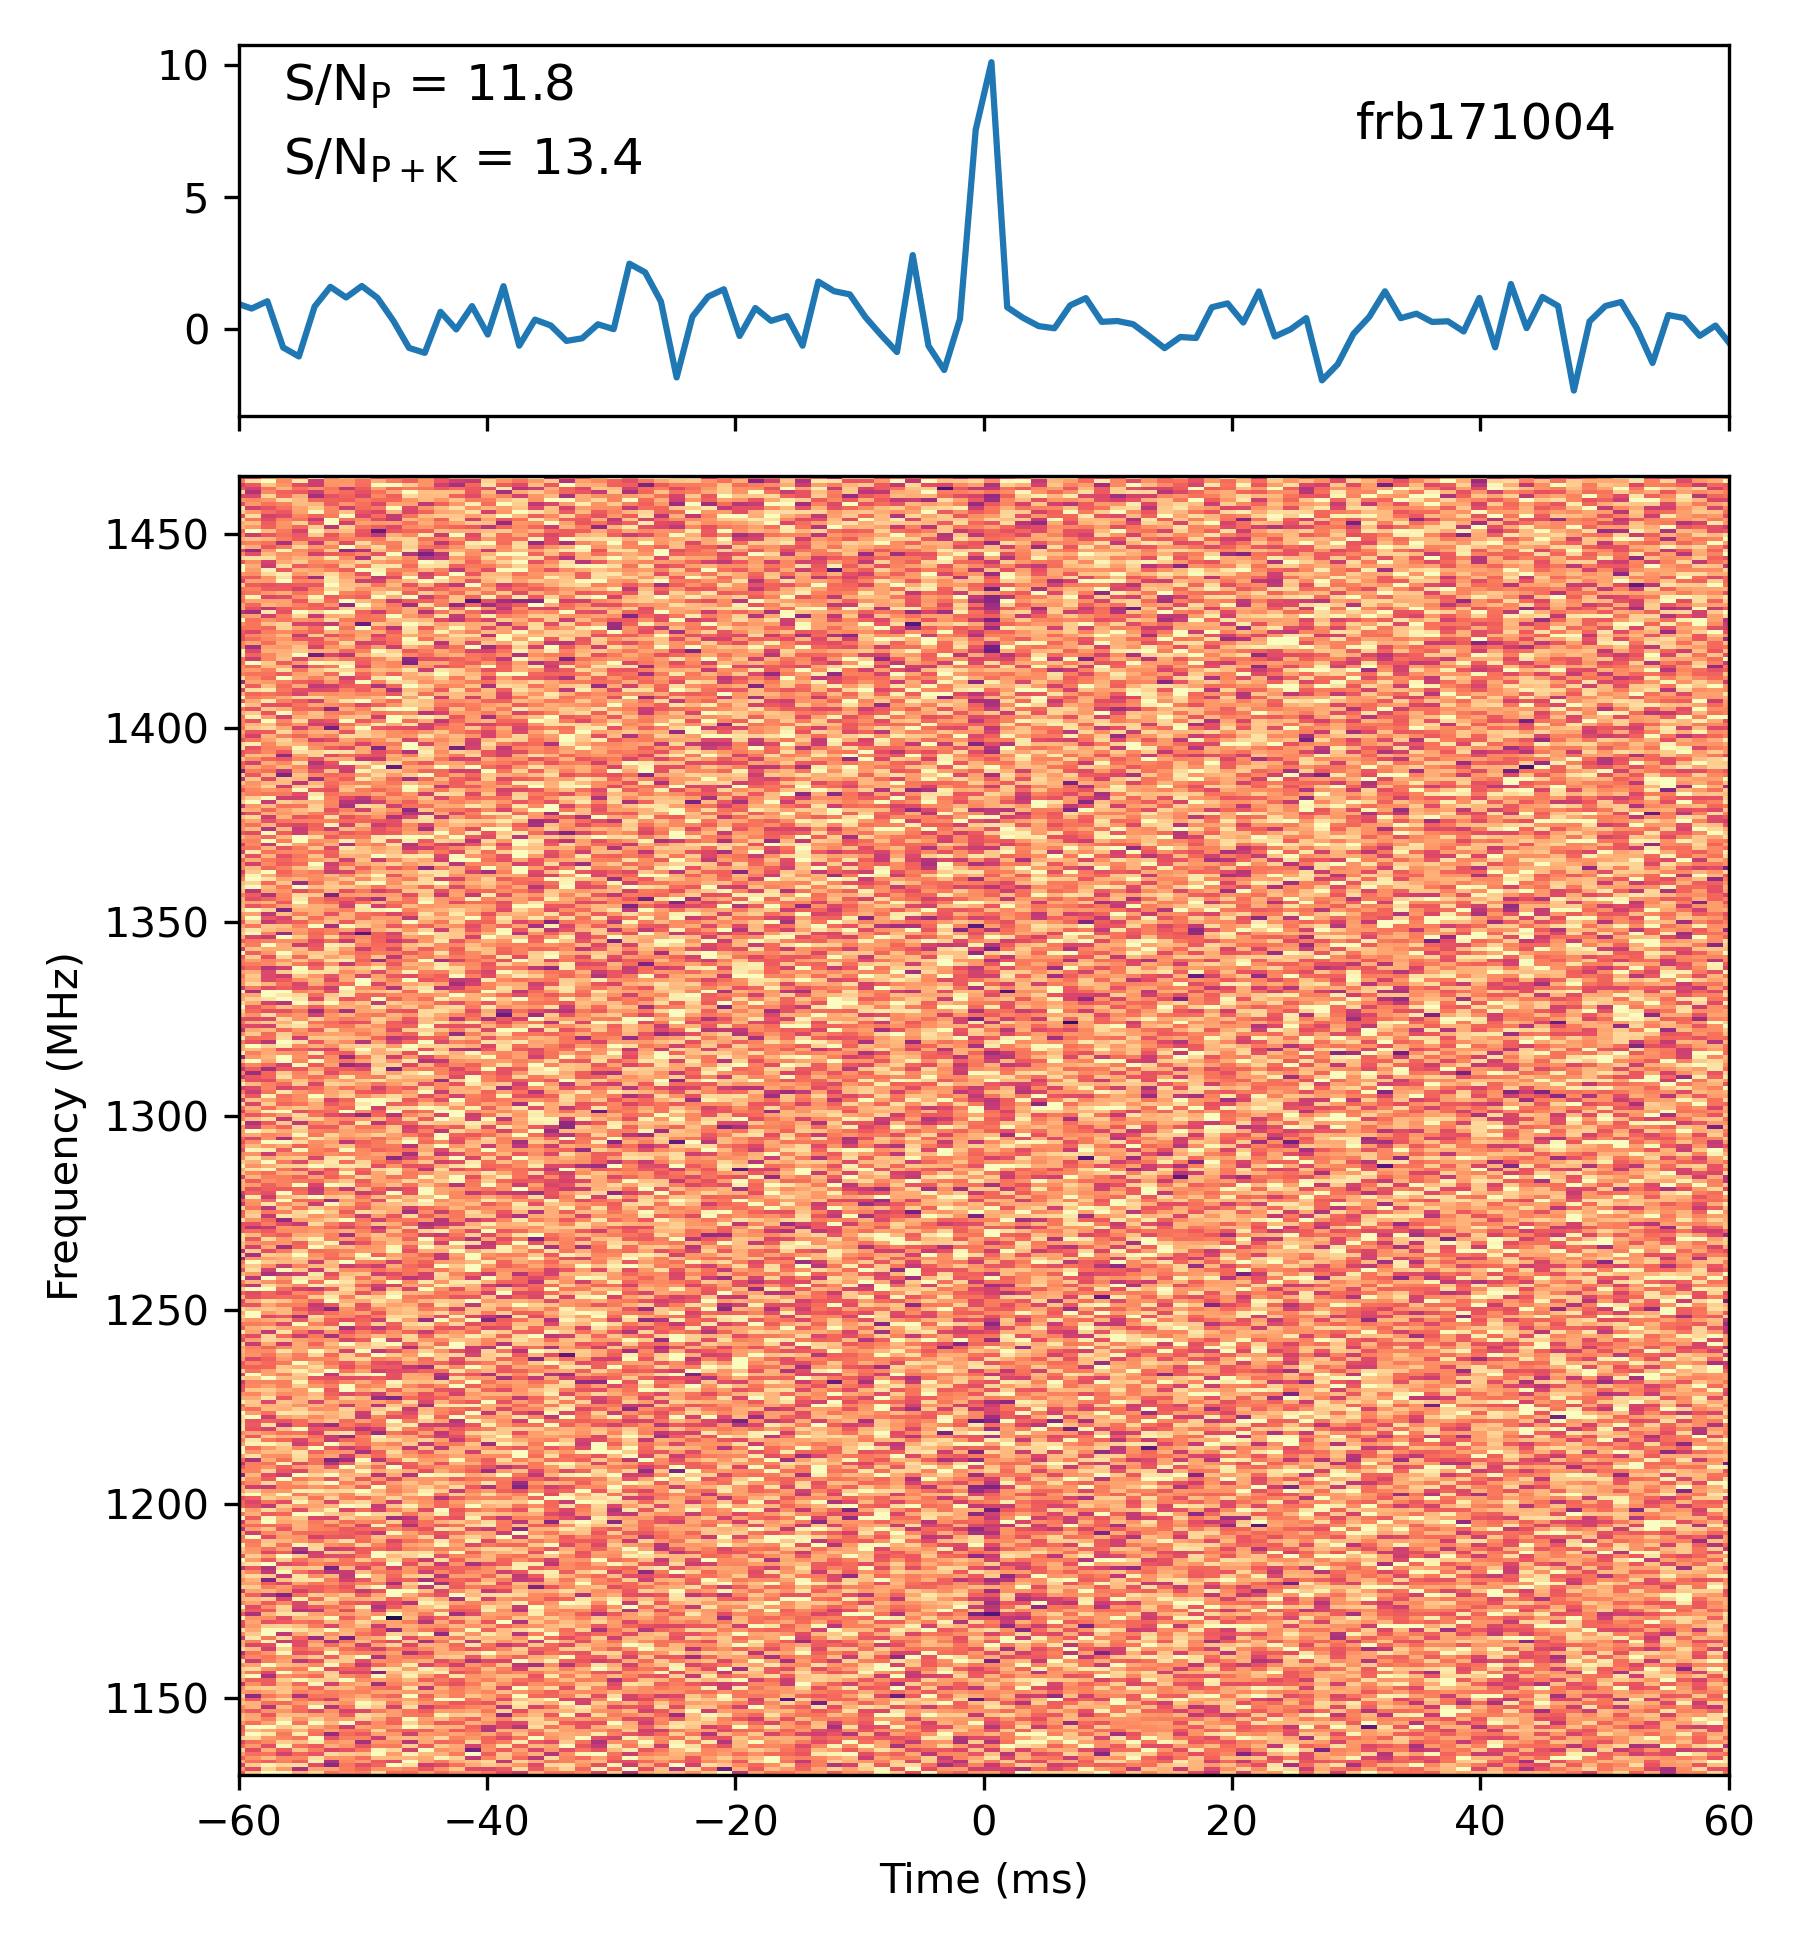 10
5
0
S/N_P = 11.8
S/N_P+K = 13.4
frb171004
1450
1400
1350
1300
1250
1200
1150
Frequency (MHz)
−60 −40 −20 0 20 40 60
Time (ms)